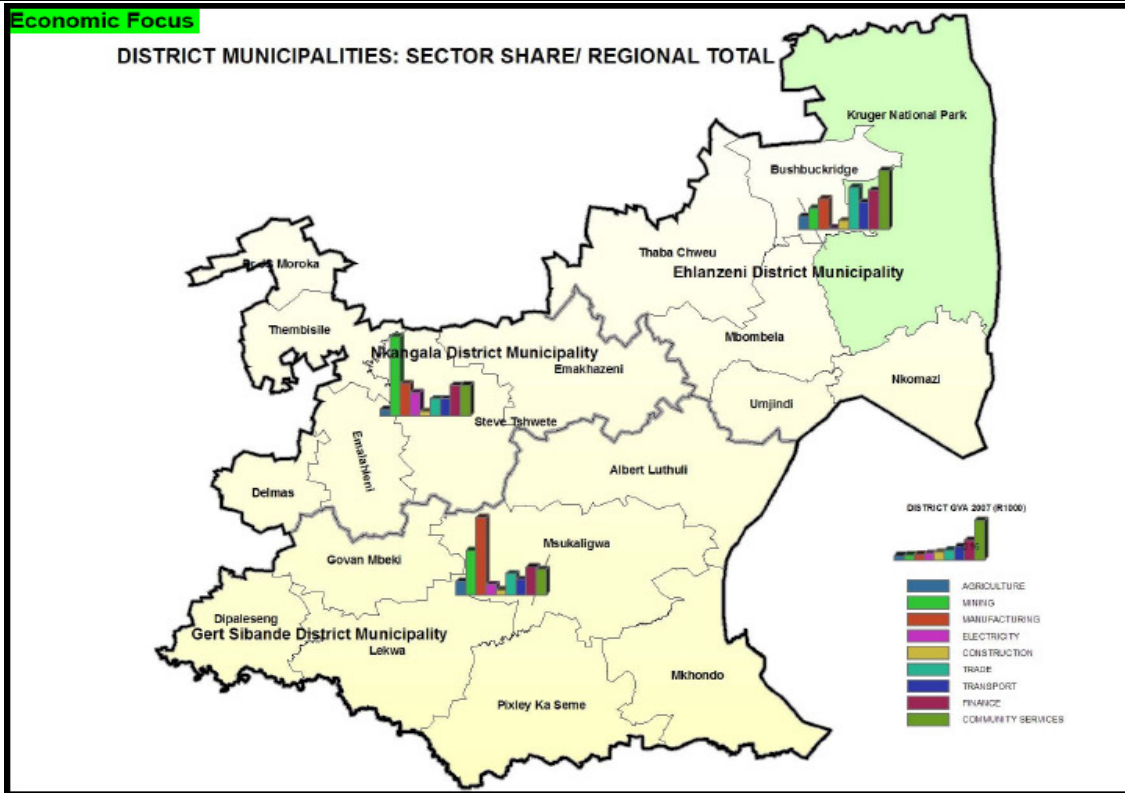 Economic Focus
DISTRICT MUNICIPALITIES: SECTOR SHARE/ REGIONAL TOTAL
Kruger National Park
Bushbuckridge
Thaba Chweu
Ehlanzeni District Municipality
Moroka
Thembisile
Mbombela
Nkangala District Municipality
Emakhazeni
Nkomazi
Umjindi
Steve Tshwete
Emalahleni
Albert Luthuli
Delmas
DISTRICT GVA 2007 (R1000)
Msukaligwa
Govan Mbeki
AGRICULTURE
MINING
MANUFACTURING
ELECTRICITY
CONSTRUCTION
TRADE
TRANSPORT
FINANCE
COMMUNITY SERVICES
Dipaleseng
Gert Sibande District Municipality
Lekwa
Mkhondo
Pixley Ka Seme